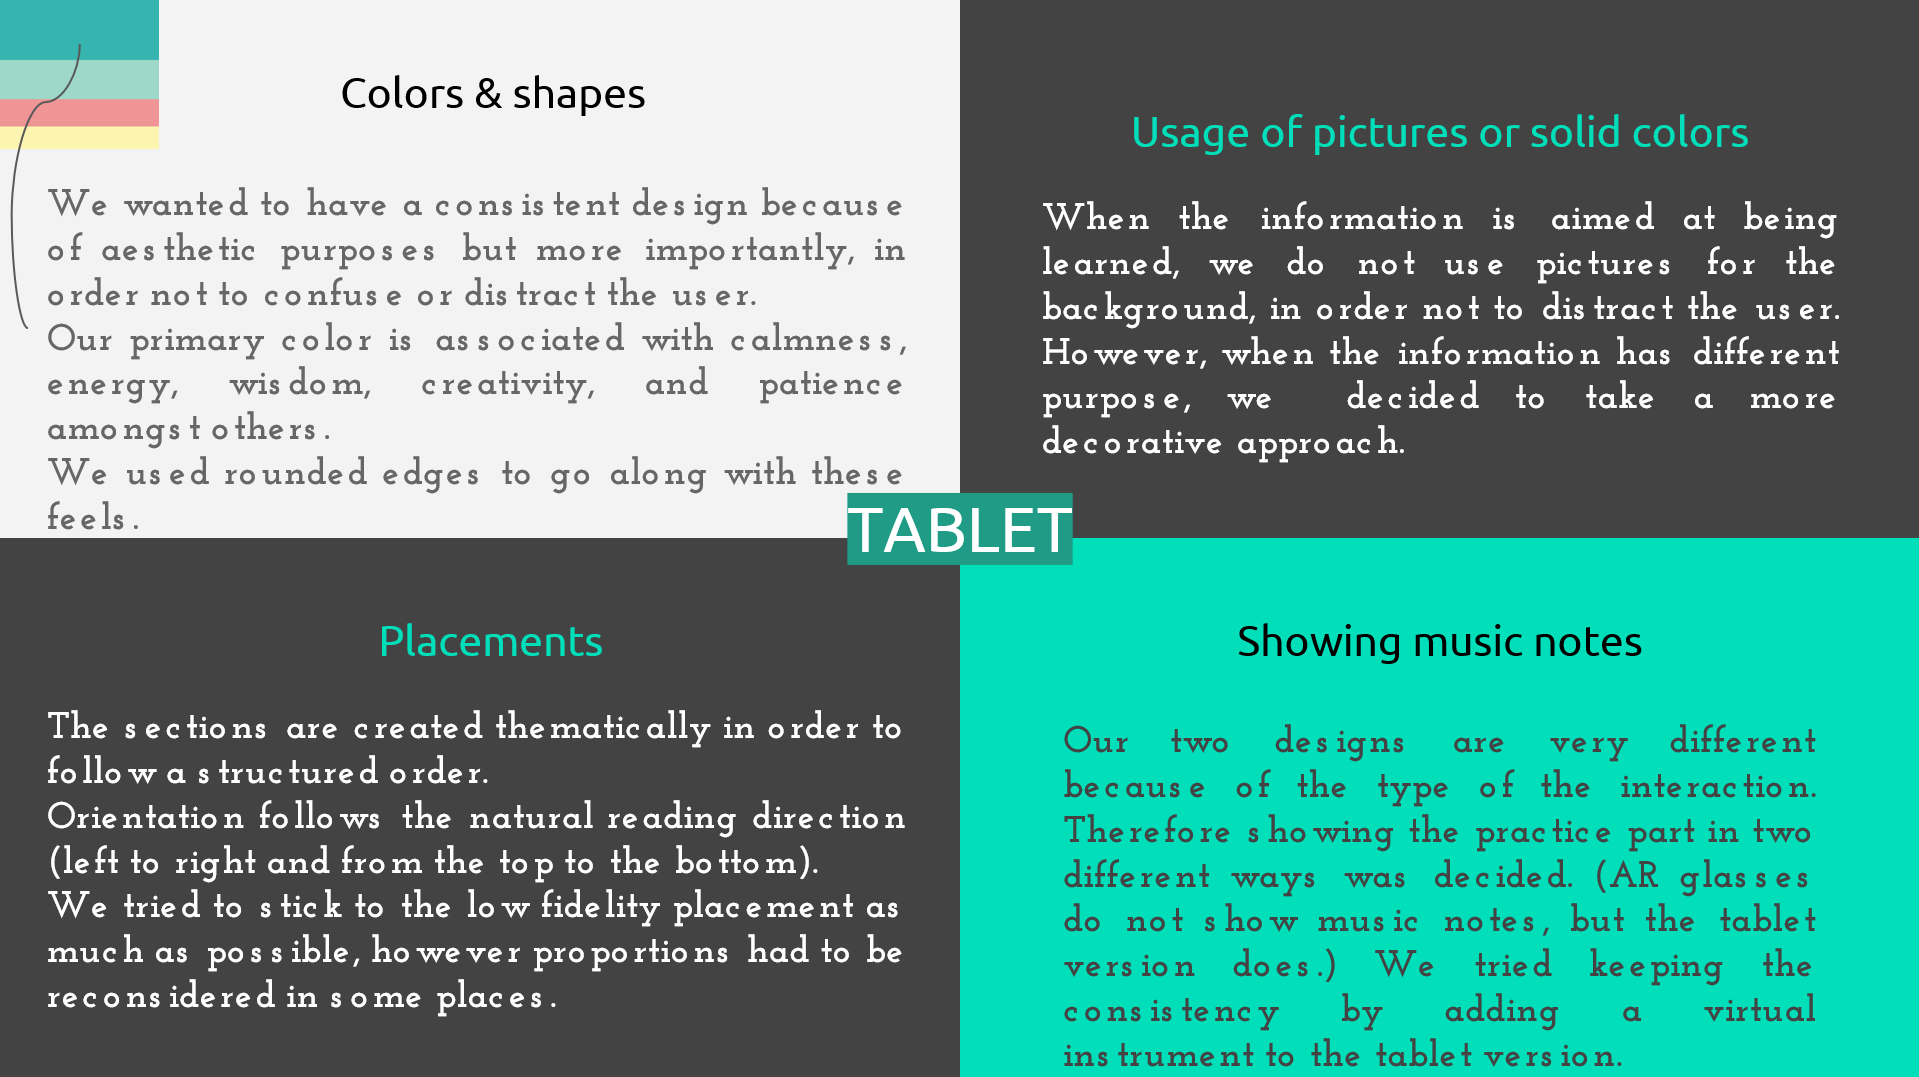 Colors & shapes
We wanted to have a consistent design because
of aesthetic purposes but more importantly, in
order not to confuse or distract the user.
Our primary color is associated with calmness,
energy, wisdom, creativity, and patience
amongst others.
We used rounded edges to go along with these
feels.
Usage of pictures or solid colors
When the information is aimed at being
learned, we do not use pictures for the
background, in order not to distract the user.
However, when the information has different
purpose, we decided to take a more
decorative approach.
TABLET
Placements
The sections are created thematically in order to
follow a structured order.
Orientation follows the natural reading direction
(left to right and from the top to the bottom).
We tried to stick to the low fidelity placement as
much as possible, however proportions had to be
reconsidered in some places.
Showing music notes
Our two designs are very different
because of the type of the interaction.
Therefore showing the practice part in two
different ways was decided. (AR glasses
do not show music notes, but the tablet
version does.) We tried keeping the
consistency by adding a virtual
instrument to the tablet version.